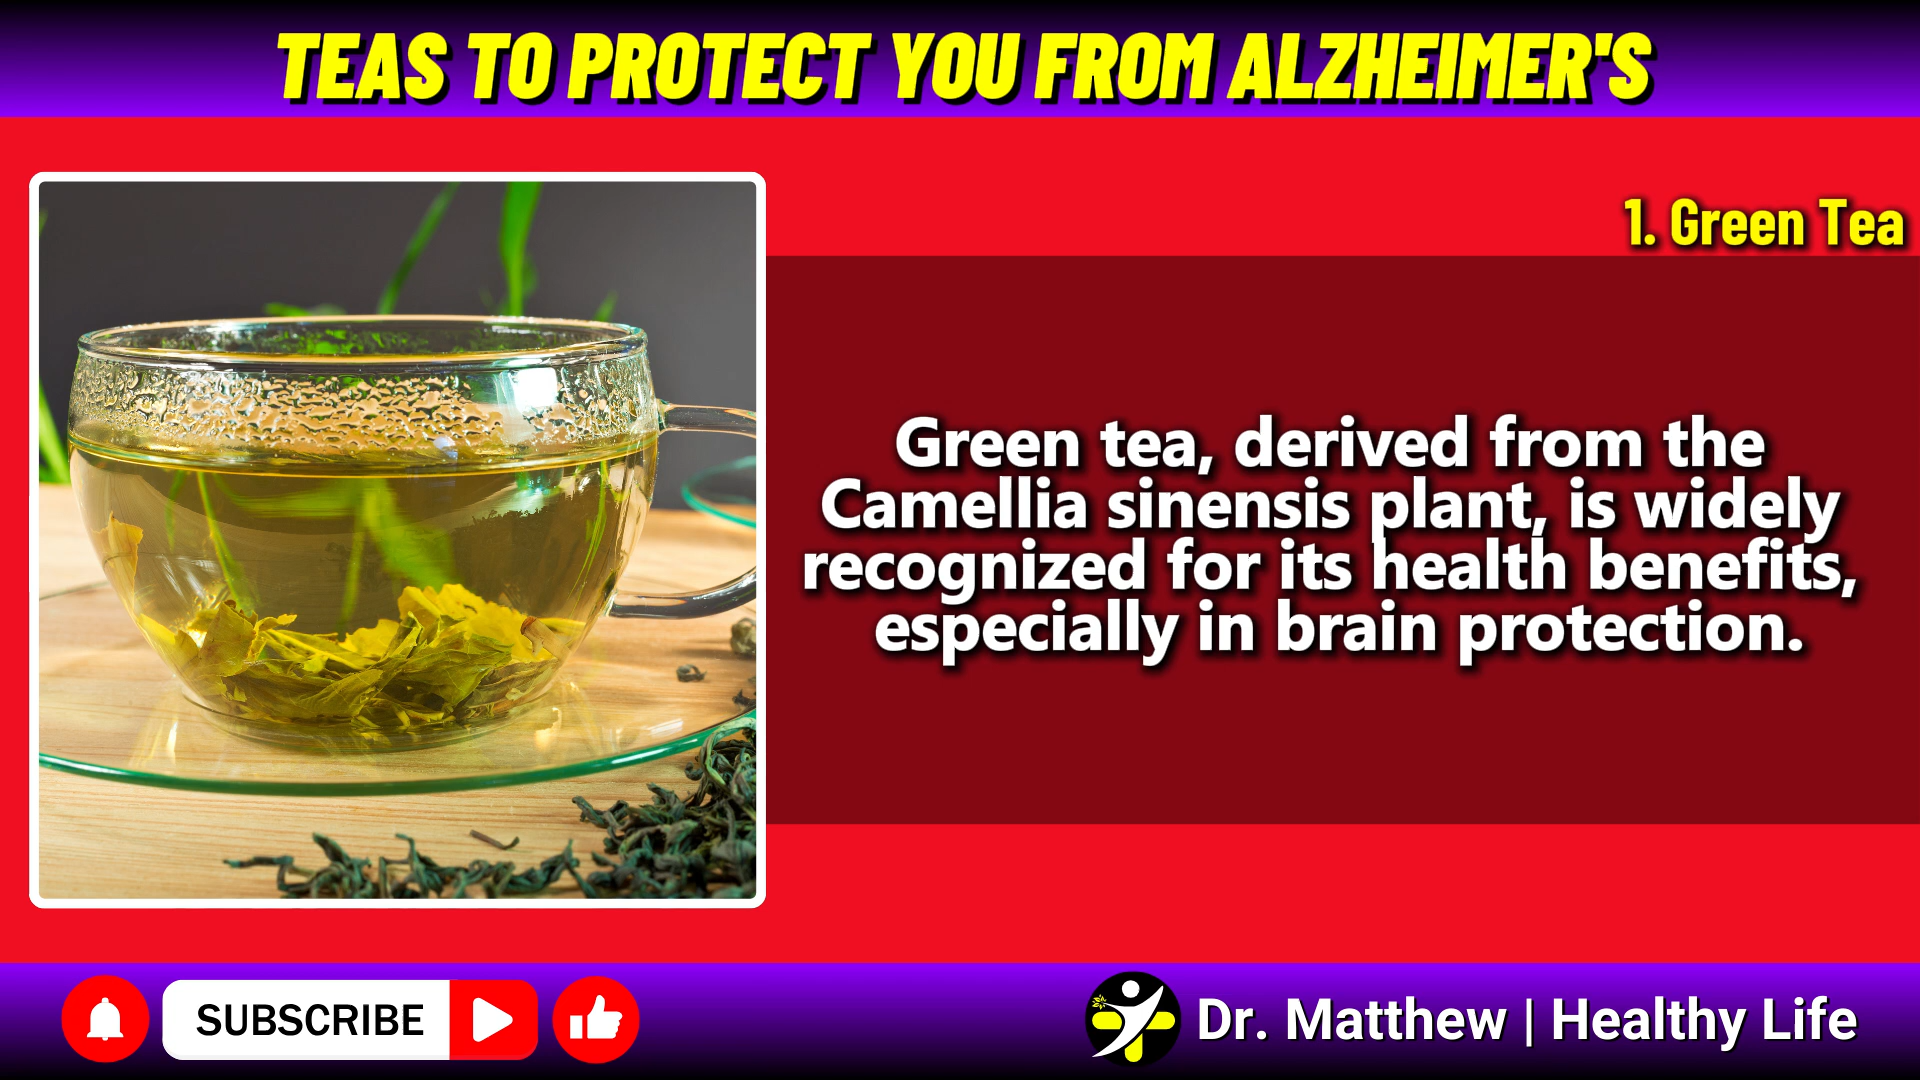 TEAS TO PROTECT YOU FROM ALZHEIMER'S
1. Green Tea
Green tea, derived from the
Camellia sinensis plant, is widely
recognized for its health benefits,
especially in brain protection.
SUBSCRIBE
Dr. Matthew | Healthy Life